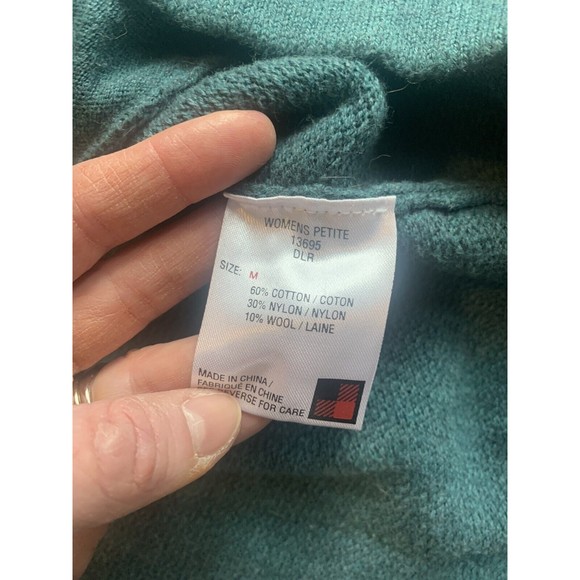 WOMENS PETITE
13695
DLR
SIZE: M
60% COTTON / COTON
30% NYLON / NYLON
10% WOOL / LAINE
MADE IN CHINA /
FABRIQUÉ EN CHINE
REVERSE FOR CARE